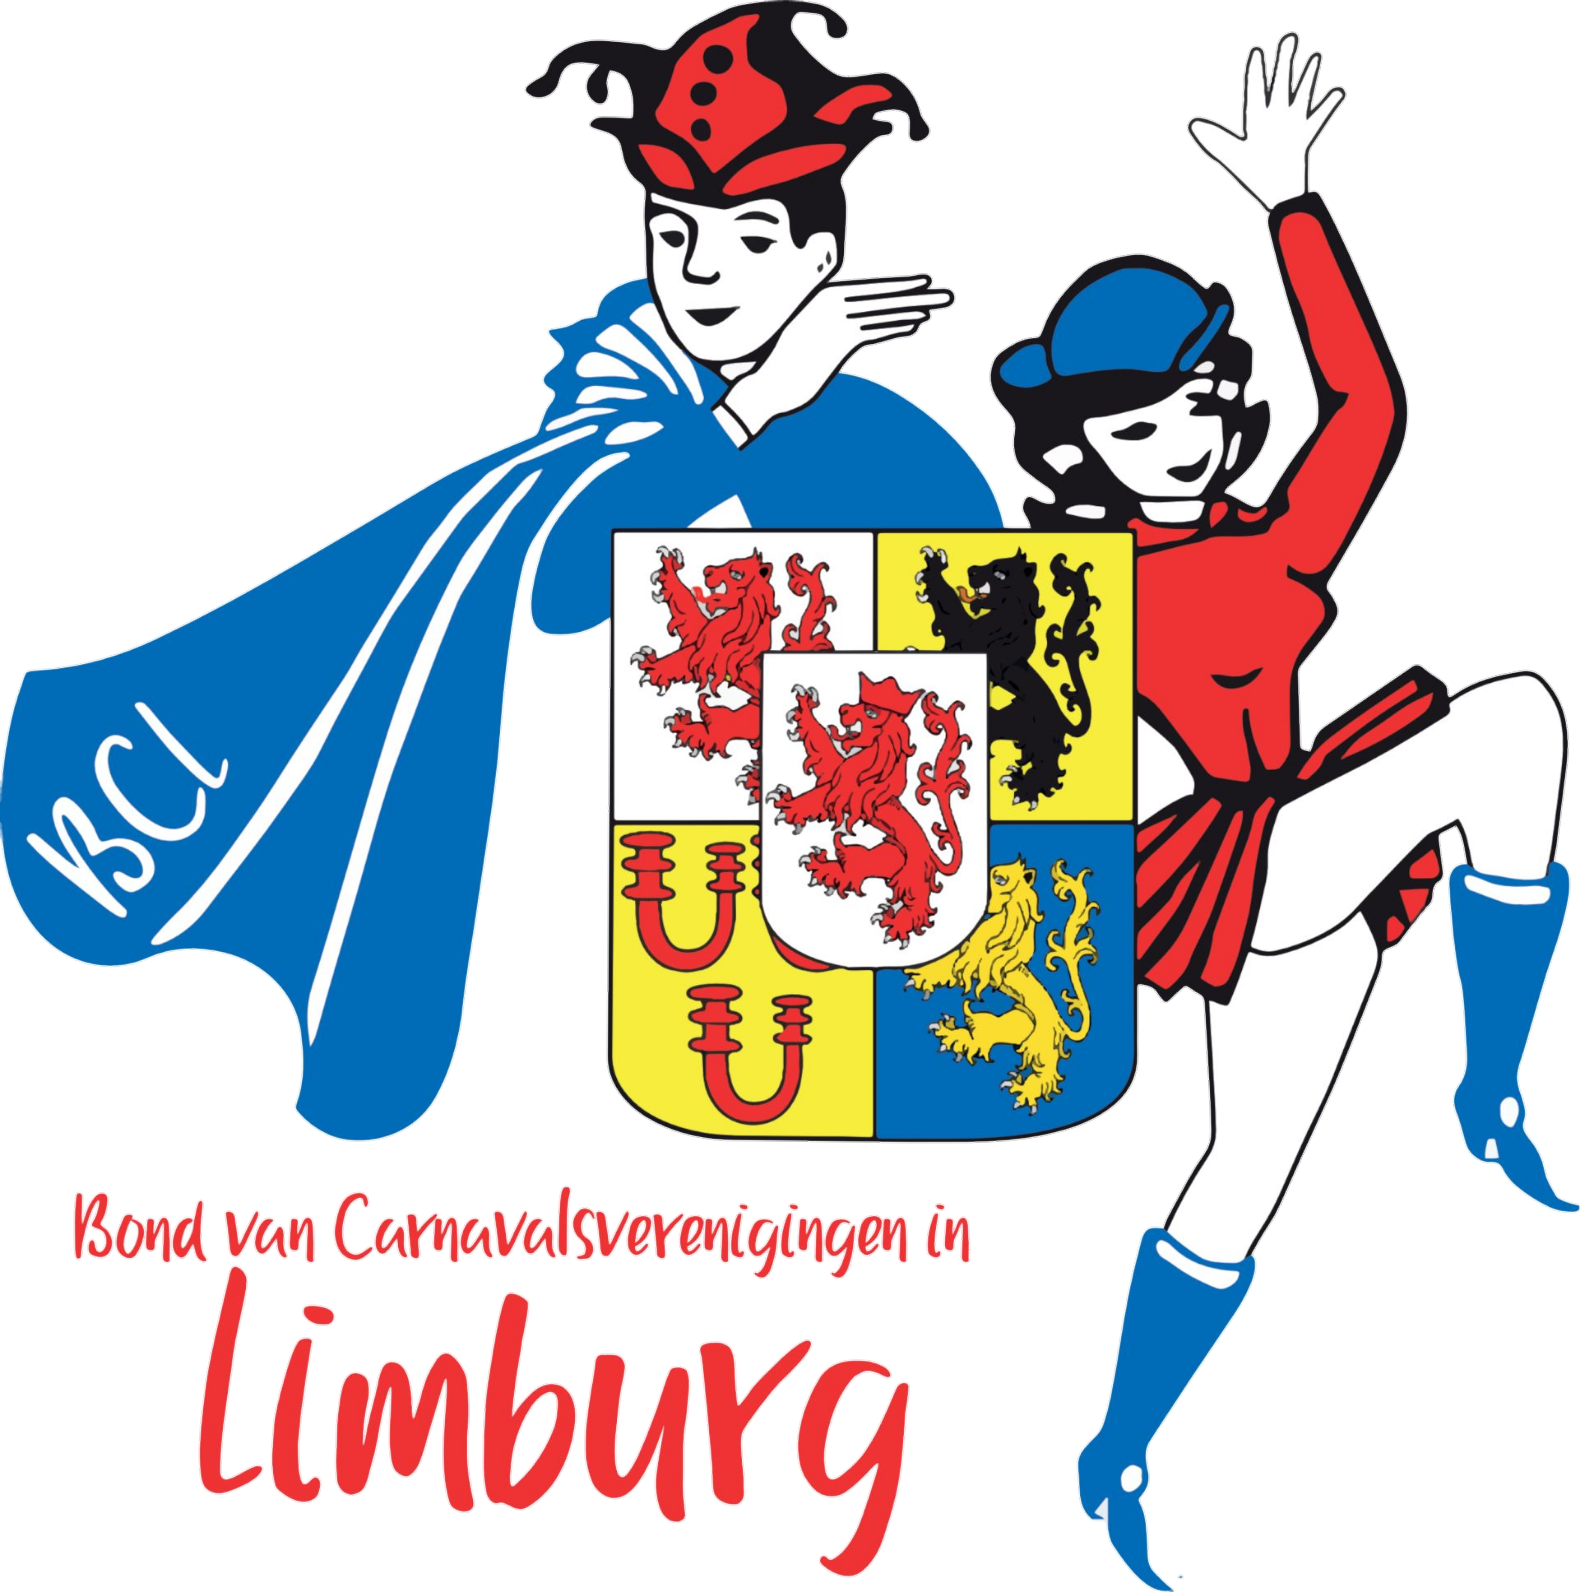 BCL
Bond van Carnavalsverenigingen in
Limburg